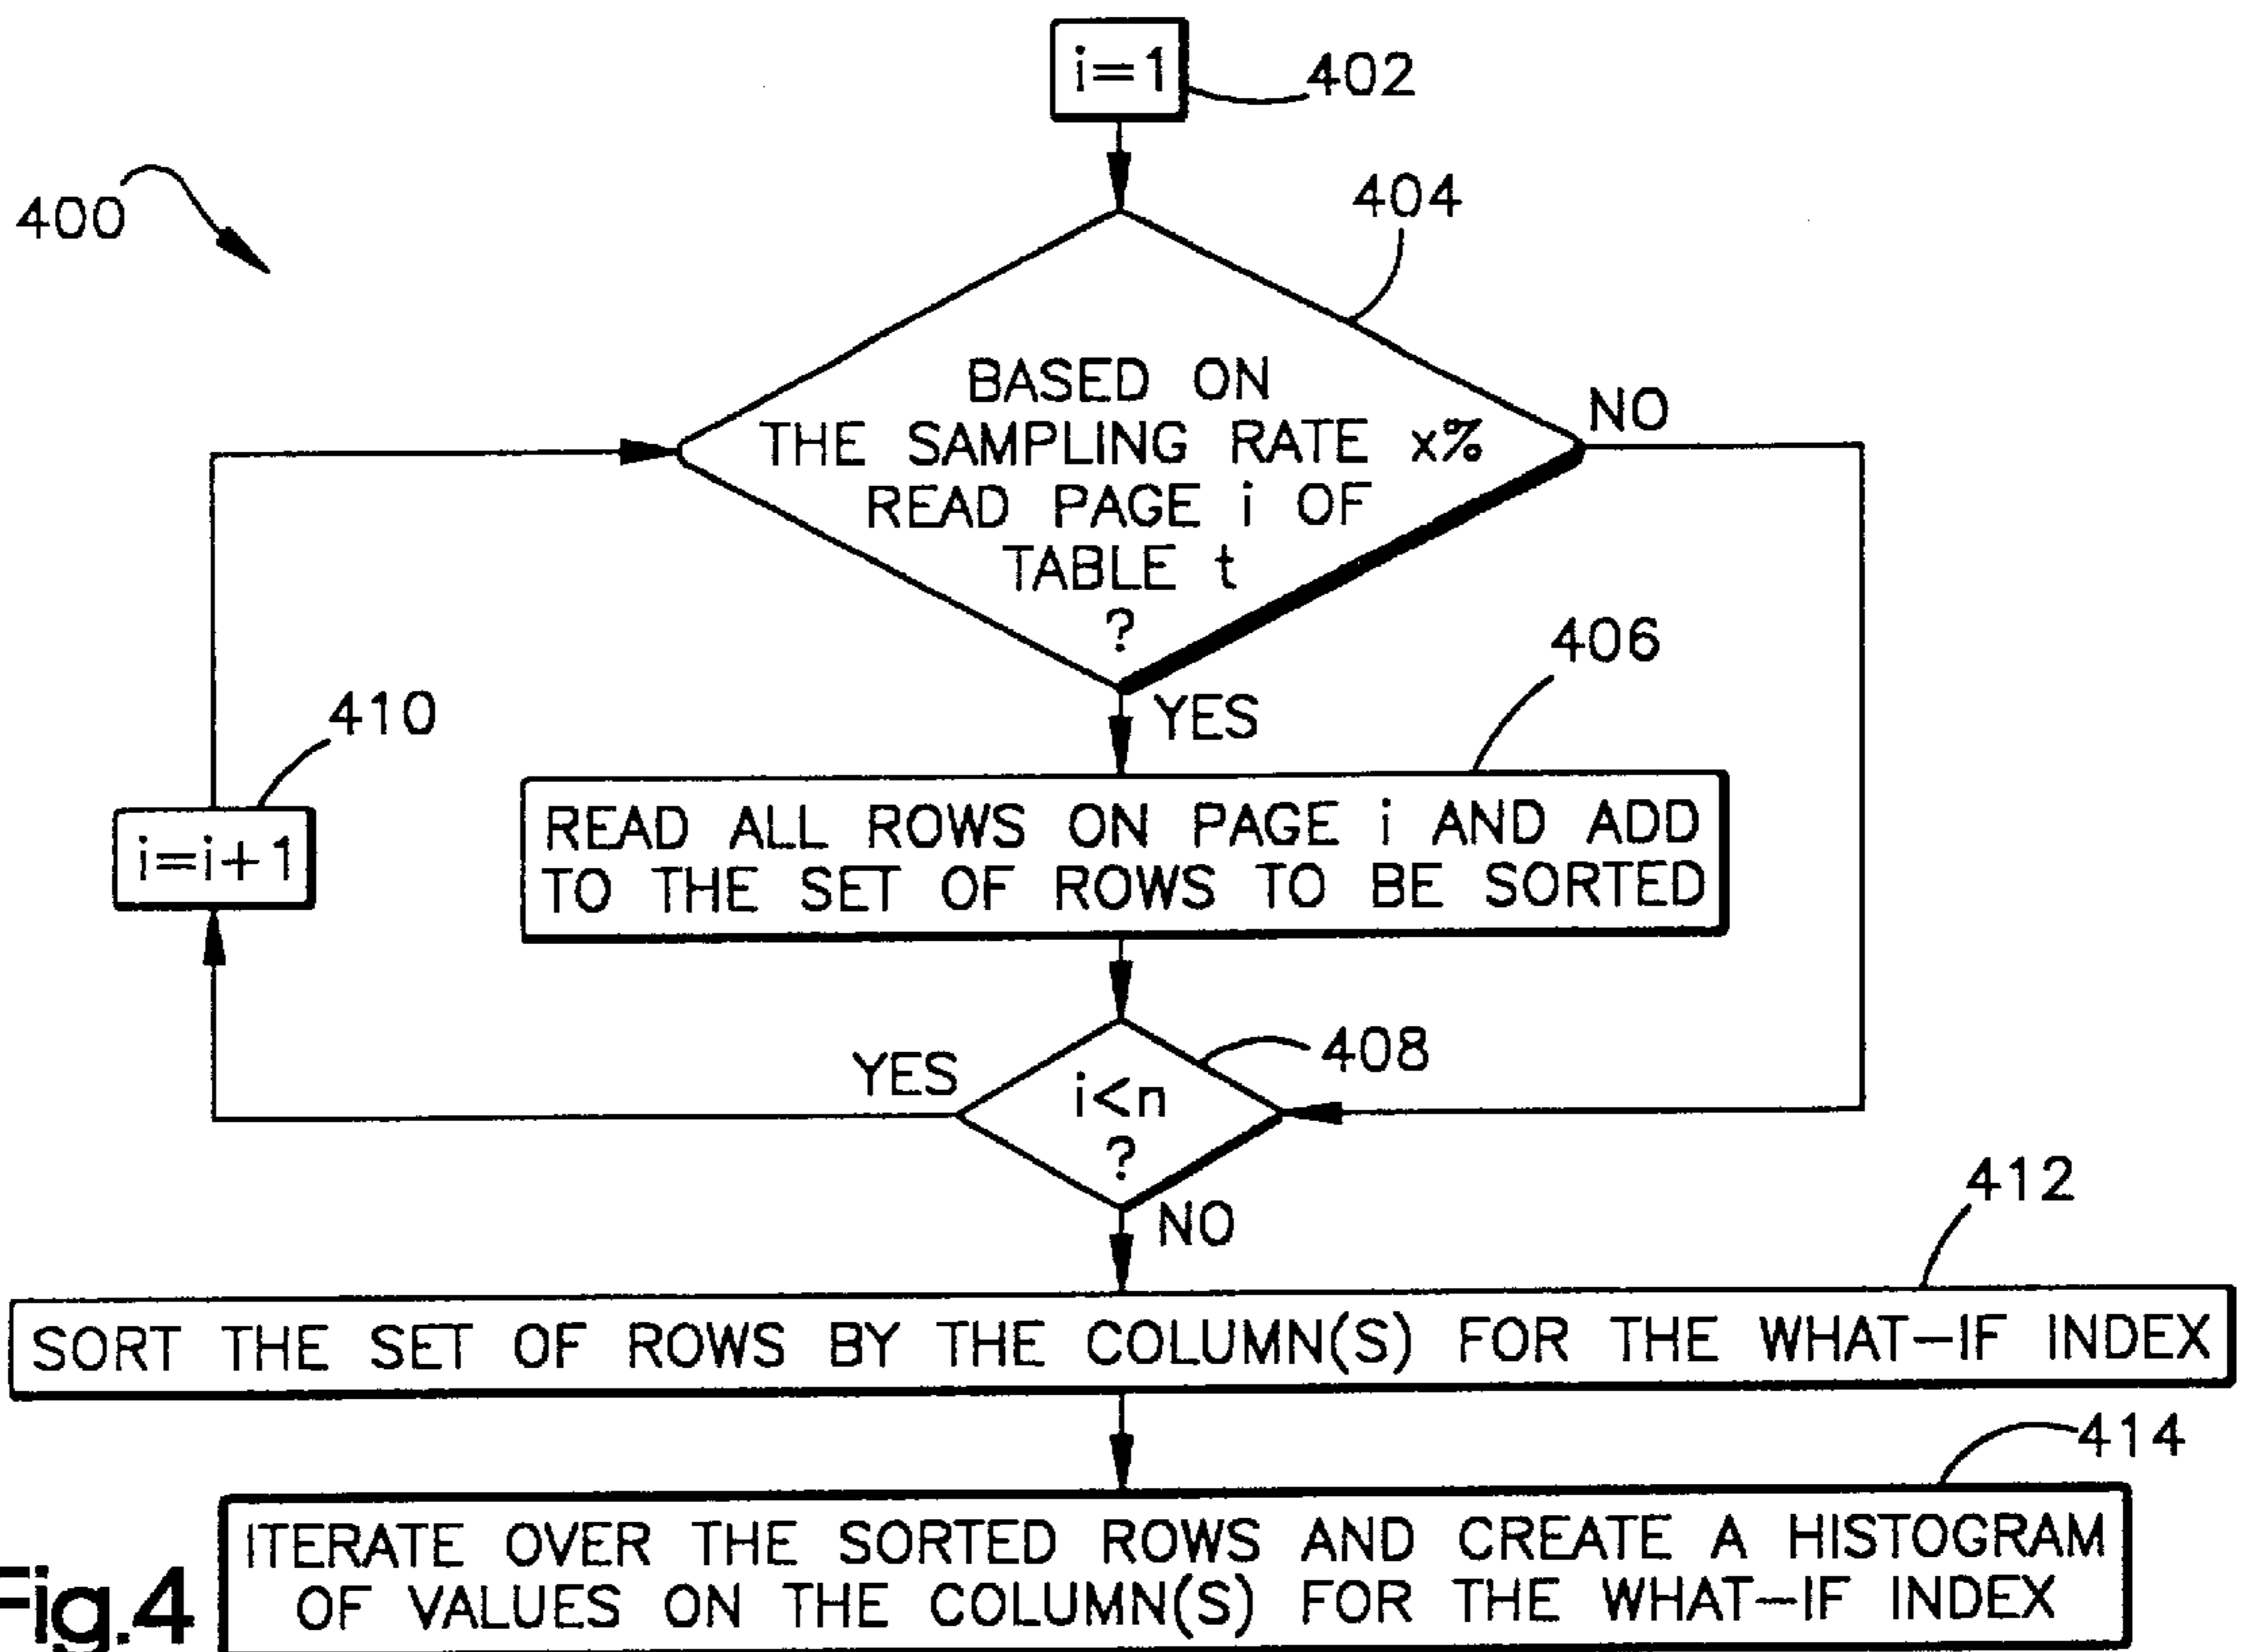 i=1
402
400
404
BASED ON
THE SAMPLING RATE x%
READ PAGE i OF
TABLE t
?
NO
YES
406
410
i=i+1
READ ALL ROWS ON PAGE i AND ADD
TO THE SET OF ROWS TO BE SORTED
YES
408
i<n
?
NO
412
SORT THE SET OF ROWS BY THE COLUMN(S) FOR THE WHAT-IF INDEX
414
ITERATE OVER THE SORTED ROWS AND CREATE A HISTOGRAM
OF VALUES ON THE COLUMN(S) FOR THE WHAT-IF INDEX
Fig.4